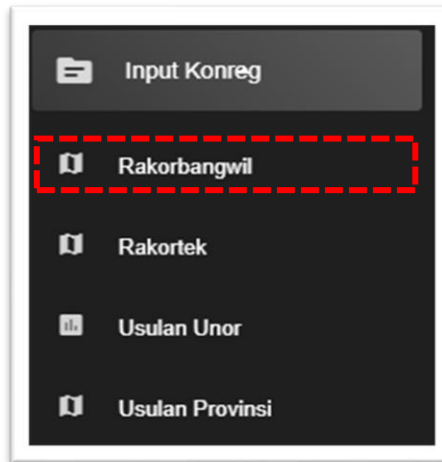 Input Konreg
Rakorbangwil
Rakortek
Usulan Unor
Usulan Provinsi